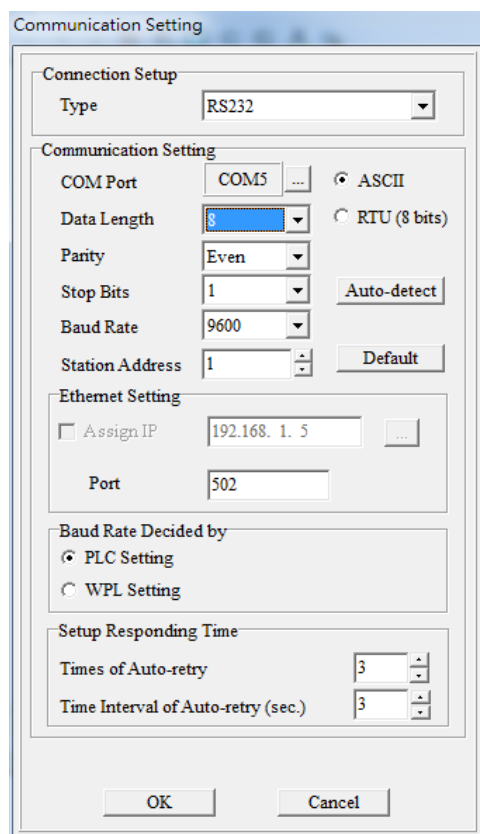 Communication Setting
Connection Setup
Type RS232
Communication Setting
COM Port COM5 ... ASCII
Data Length 8 RTU (8 bits)
Parity Even
Stop Bits 1 Auto-detect
Baud Rate 9600
Station Address 1 Default
Ethernet Setting
Assign IP 192.168. 1. 5 ...
Port 502
Baud Rate Decided by
PLC Setting
WPL Setting
Setup Responding Time
Times of Auto-retry 3
Time Interval of Auto-retry (sec.) 3
OK Cancel